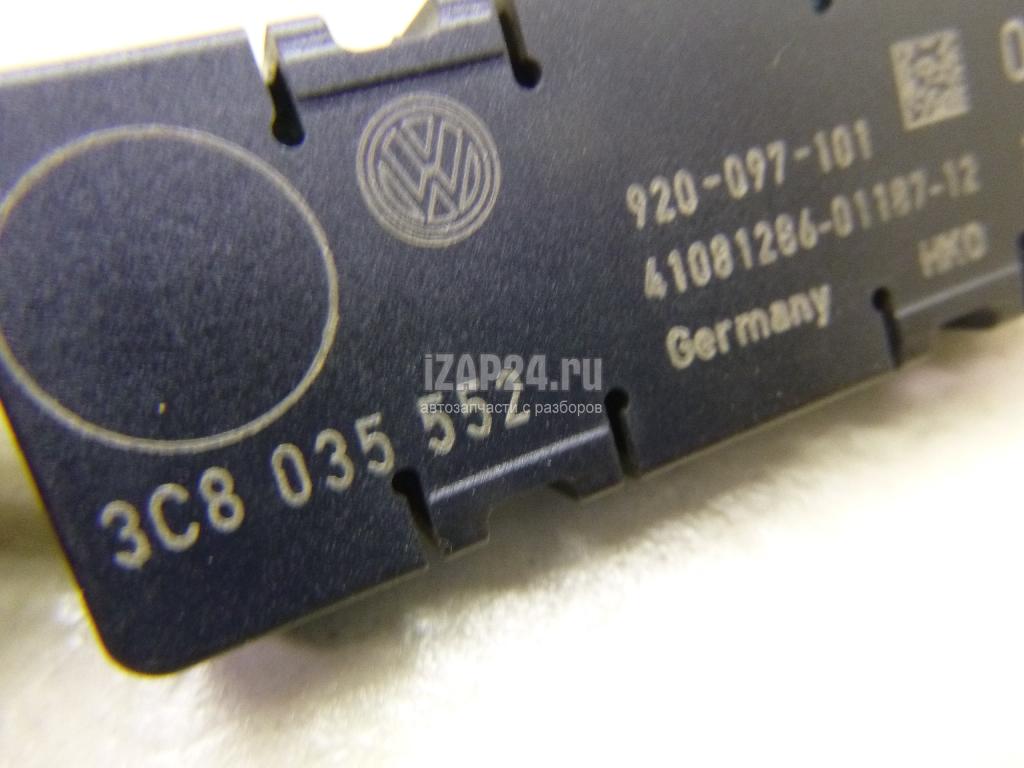 920-097-101
41081286-01187-12
HKO
Germany
iZAP24.ru
автозапчасти с разборов
3C8 035 552